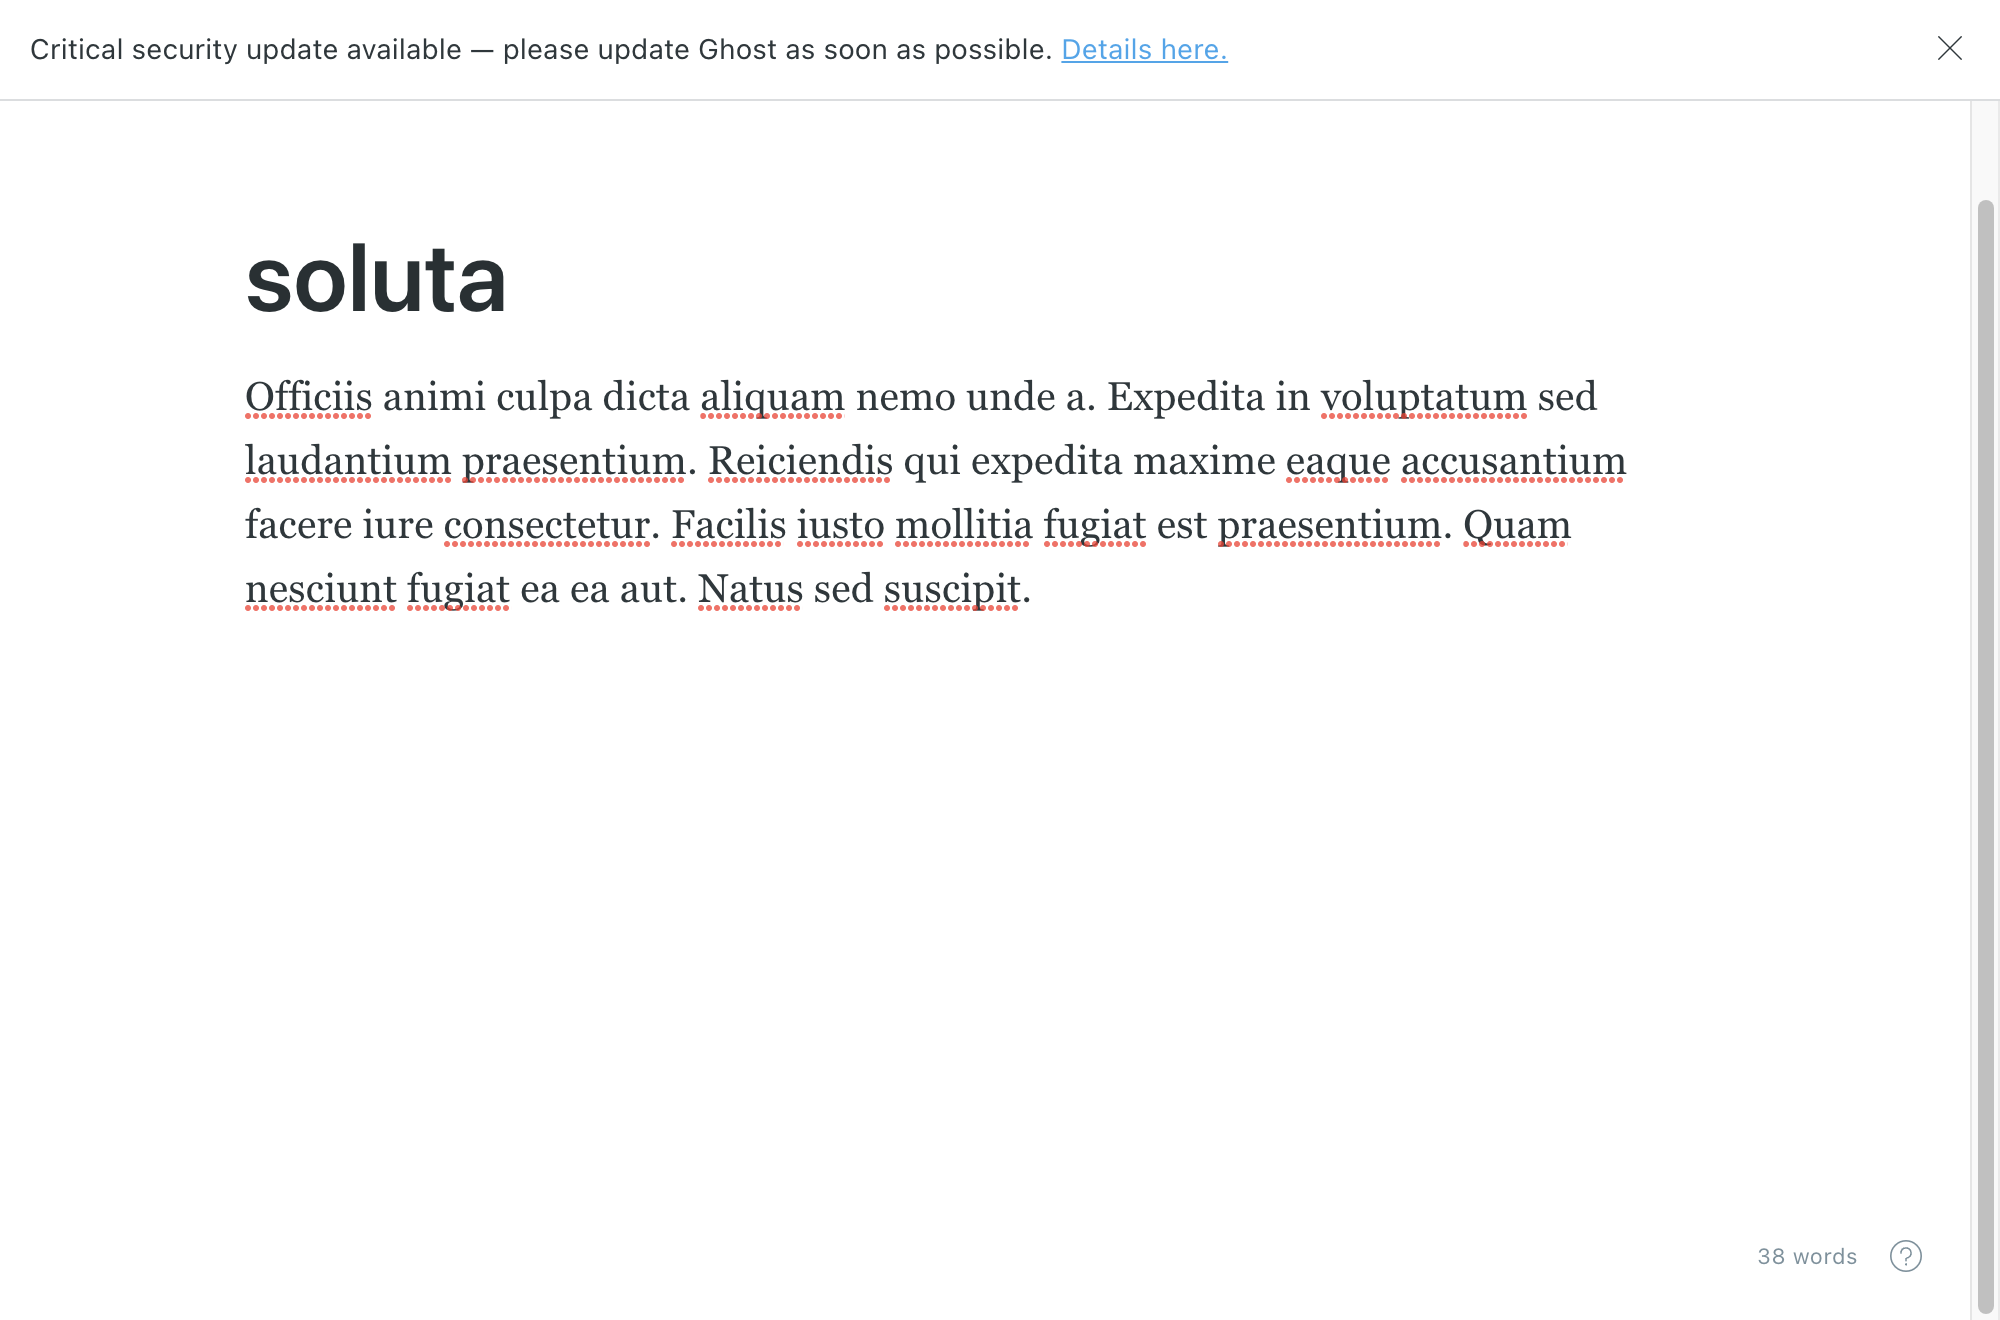 Critical security update available — please update Ghost as soon as possible. Details here.
soluta
Officiis animi culpa dicta aliquam nemo unde a. Expedita in voluptatum sed
laudantium praesentium. Reiciendis qui expedita maxime eaque accusantium
facere iure consectetur. Facilis iusto mollitia fugiat est praesentium. Quam
nesciunt fugiat ea ea aut. Natus sed suscipit.
38 words ?